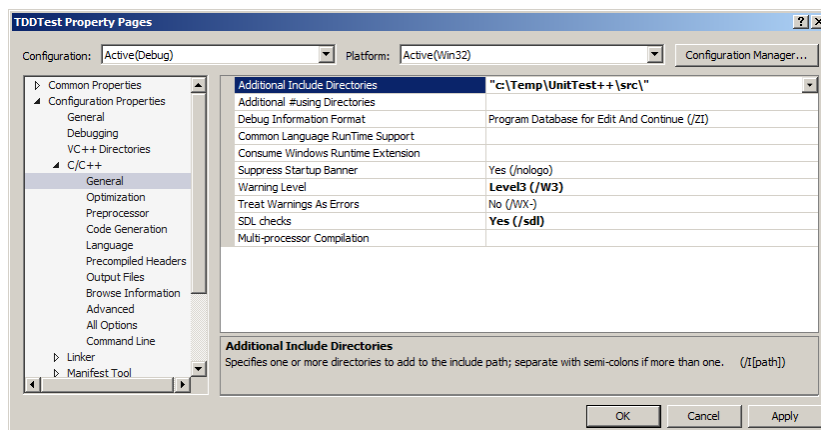 TDDTest Property Pages
Configuration: Active(Debug) Platform: Active(Win32) Configuration Manager...
Common Properties
Configuration Properties
General
Debugging
VC++ Directories
C/C++
General
Optimization
Preprocessor
Code Generation
Language
Precompiled Headers
Output Files
Browse Information
Advanced
All Options
Command Line
Linker
Manifest Tool
Additional Include Directories "c:\Temp\UnitTest++\src\"
Additional #using Directories
Debug Information Format Program Database for Edit And Continue (/ZI)
Common Language RunTime Support
Consume Windows Runtime Extension
Suppress Startup Banner Yes (/nologo)
Warning Level Level3 (/W3)
Treat Warnings As Errors No (/WX-)
SDL checks Yes (/sdl)
Multi-processor Compilation
Additional Include Directories
Specifies one or more directories to add to the include path; separate with semi-colons if more than one. (/I[path])
OK Cancel Apply